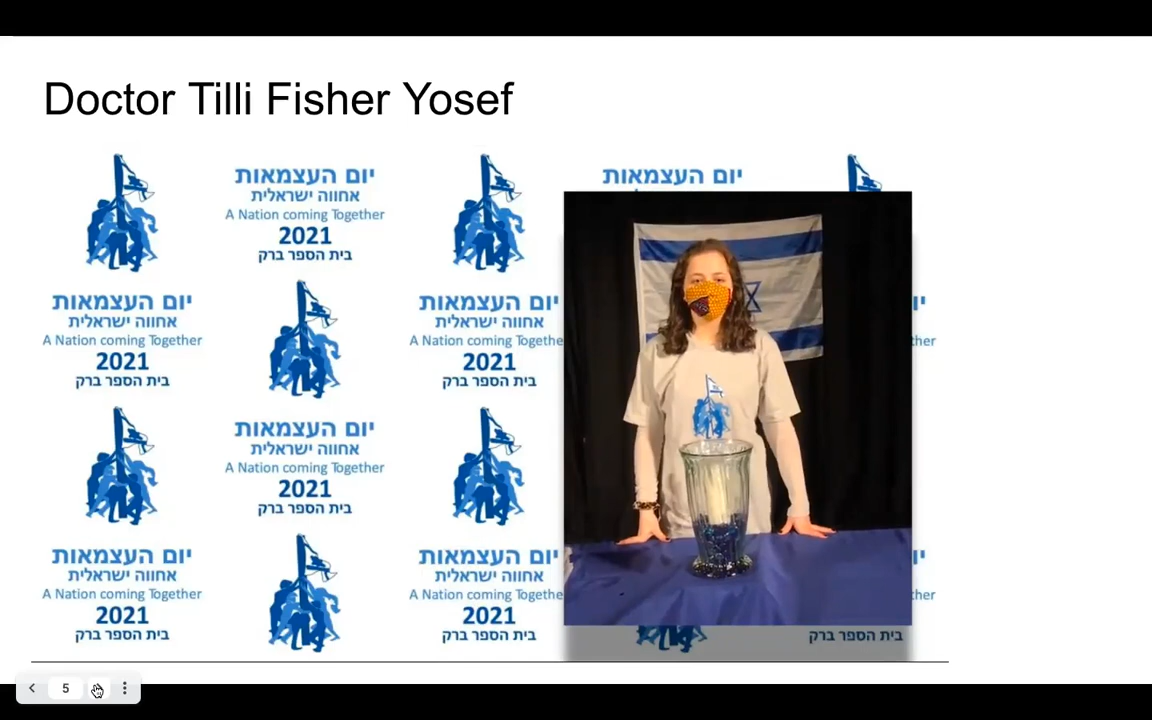 Doctor Tilli Fisher Yosef
יום העצמאות
אחווה ישראלית
A Nation coming Together
2021
בית הספר ברק
יום העצמאות
יום העצמאות
אחווה ישראלית
A Nation coming Together
2021
בית הספר ברק
יום העצמאות
אחווה ישראלית
A Nation coming Togethe
2021
בית הספר ברק
יום העצמאות
אחווה ישראלית
A Nation coming Together
2021
בית הספר ברק
יום העצמאות
אחווה ישראלית
A Nation coming Together
2021
בית הספר ברק
יום העצמאות
אחווה ישראלית
A Nation coming Togethe
2021
בית הספר ברק
בית הספר ברק
5